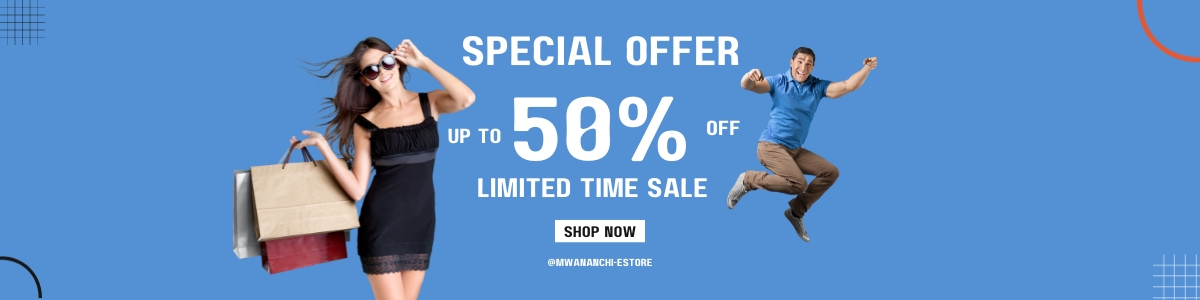 SPECIAL OFFER
UP TO 50% OFF
LIMITED TIME SALE
SHOP NOW
@MWANANCHI-ESTORE